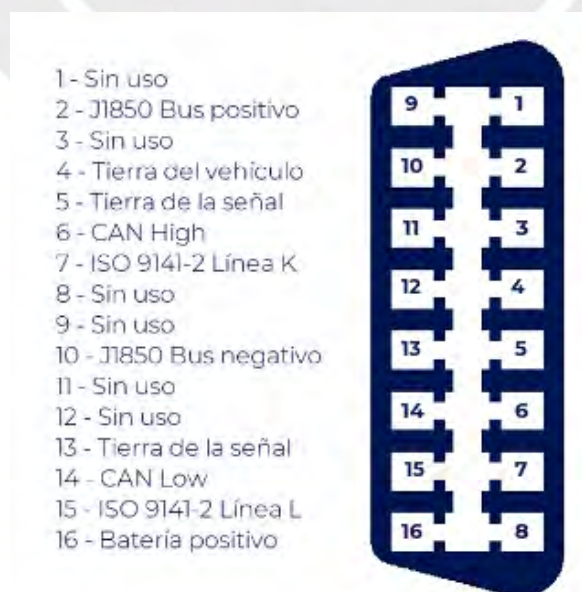 1 - Sin uso
2 - J1850 Bus positivo
3 - Sin uso
4 - Tierra del vehículo
5 - Tierra de la señal
6 - CAN High
7 - ISO 9141-2 Línea K
8 - Sin uso
9 - Sin uso
10 - J1850 Bus negativo
11 - Sin uso
12 - Sin uso
13 - Tierra de la señal
14 - CAN Low
15 - ISO 9141-2 Línea L
16 - Batería positivo
9 1
10 2
11 3
12 4
13 5
14 6
15 7
16 8